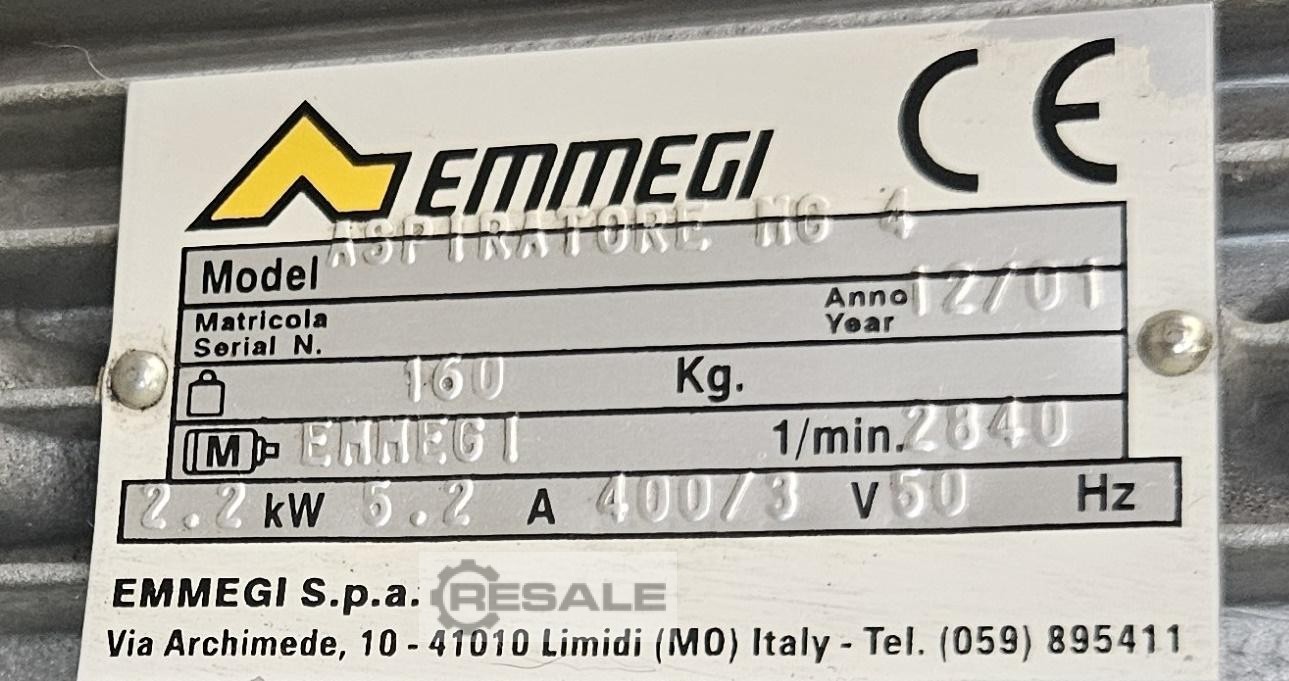 EMMEGI CE
Model ASPIRATORE MG 4
Matricola
Serial N.
Anno 12/01
Year
160 Kg.
M EMMEGI 1/min. 2840
2.2 kW 5.2 A 400/3 V 50 Hz
EMMEGI S.p.a.
RESALE
Via Archimede, 10 - 41010 Limidi (MO) Italy - Tel. (059) 895411